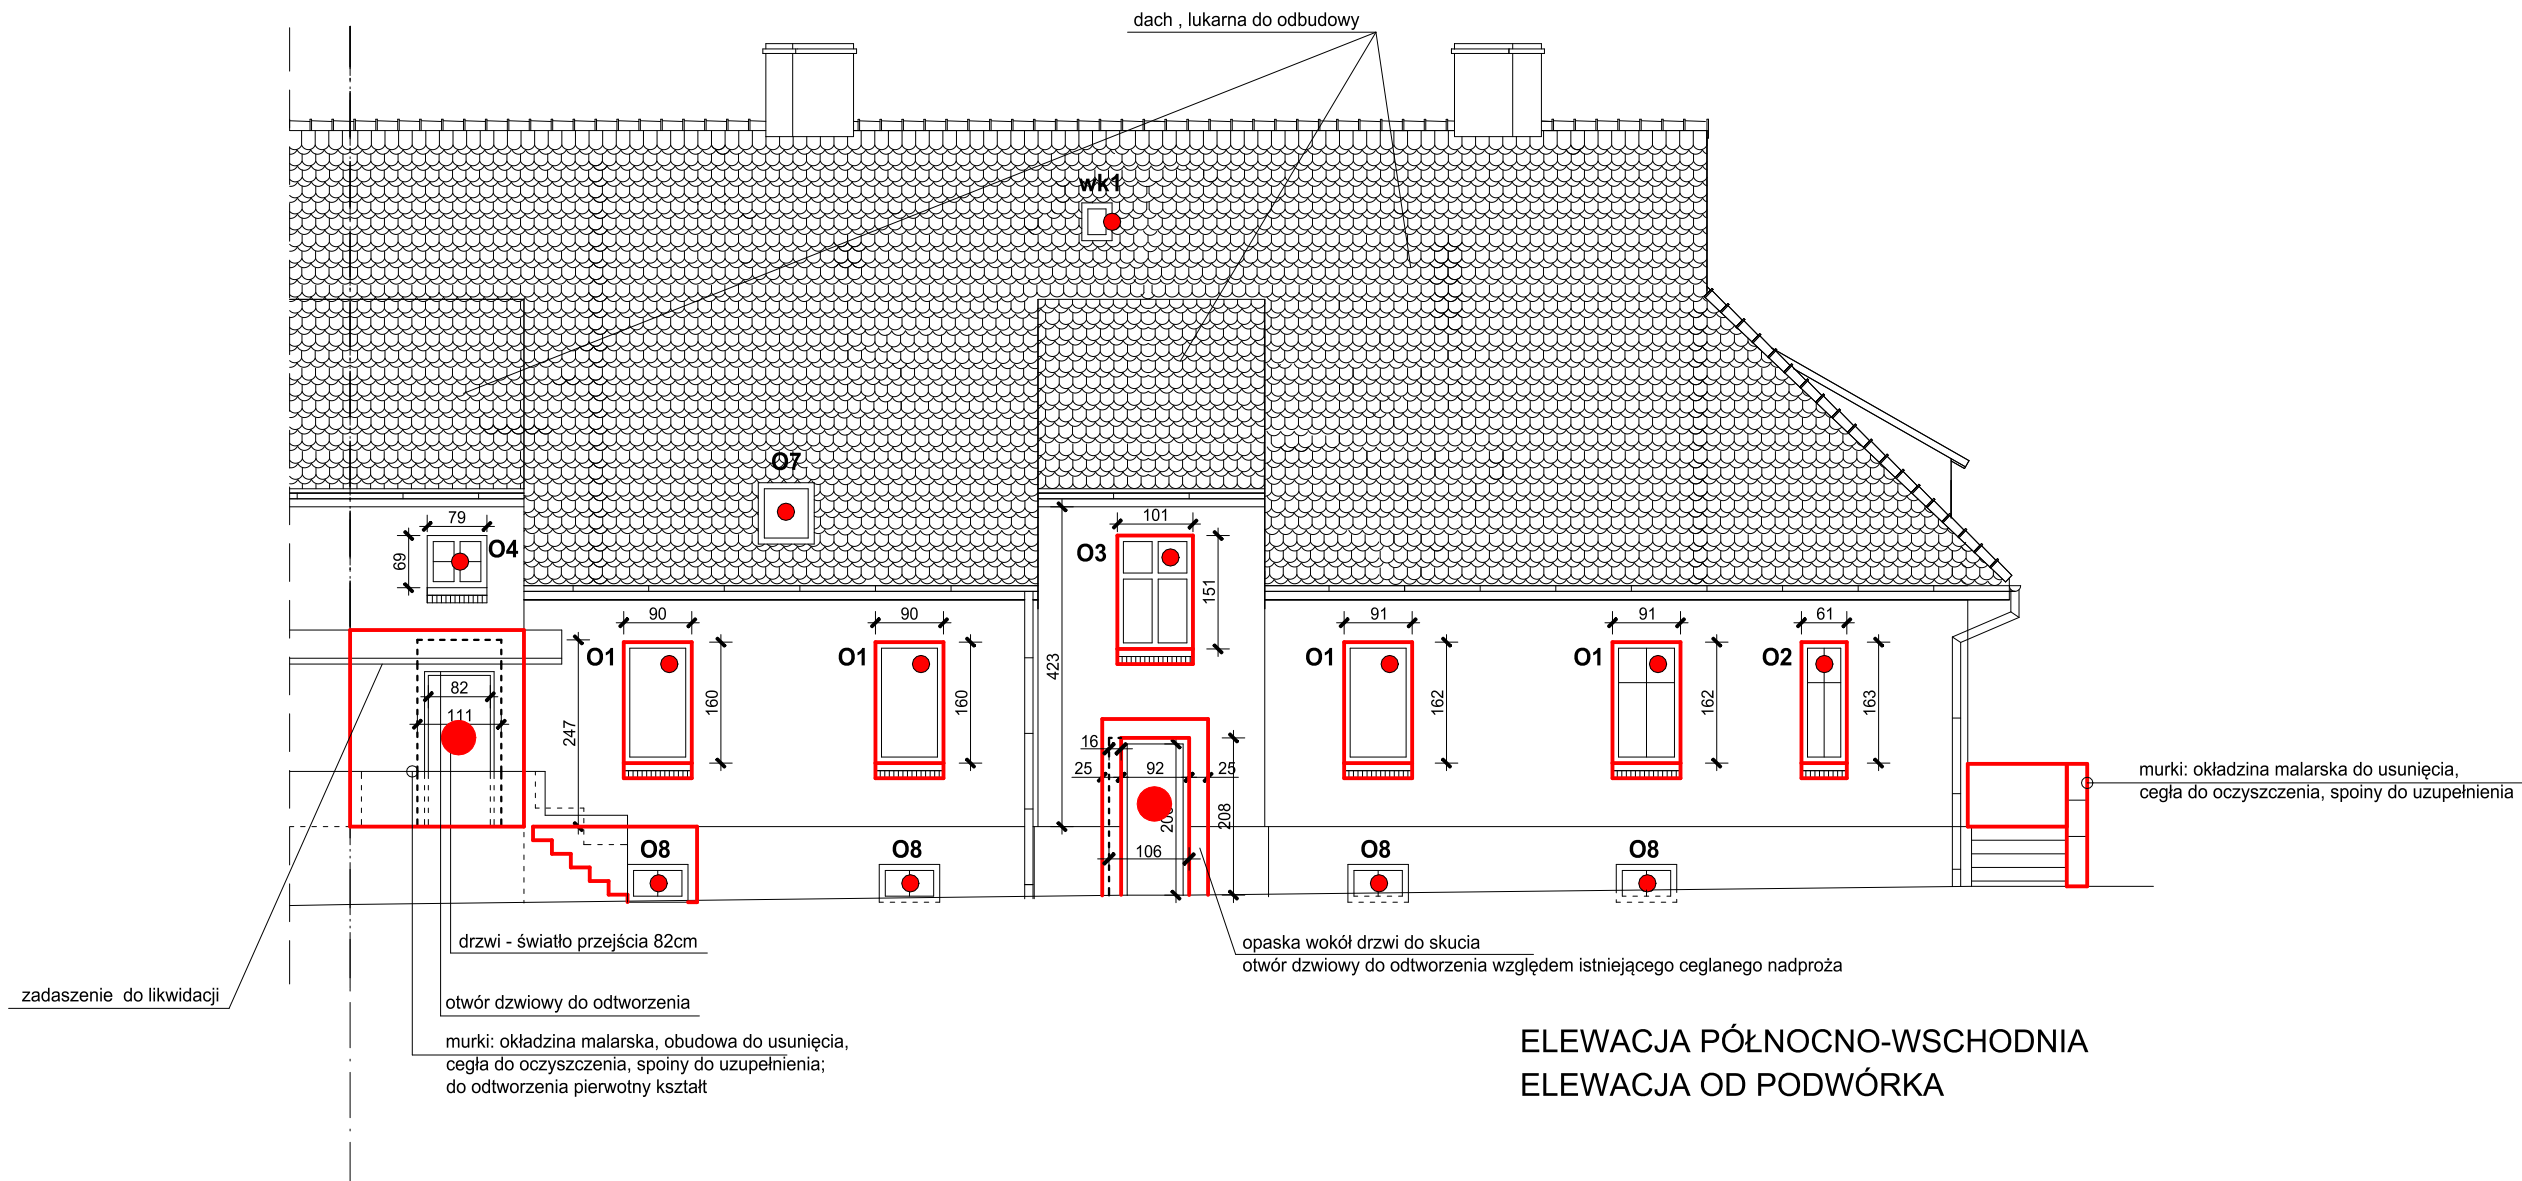 dach , lukarna do odbudowy
wk1
O7
79
O4
69
101
O3
151
90
90
91
91
61
O1
O1
O1
O1
O2
160
160
162
162
163
247
423
82
111
16
25
92
25
208
106
O8
O8
O8
O8
murki: okładzina malarska do usunięcia,
cegła do oczyszczenia, spoiny do uzupełnienia
drzwi - światło przejścia 82cm
opaska wokół drzwi do skucia
otwór dzwiowy do odtworzenia względem istniejącego ceglanego nadproża
zadaszenie do likwidacji
otwór dzwiowy do odtworzenia
murki: okładzina malarska, obudowa do usunięcia,
cegła do oczyszczenia, spoiny do uzupełnienia;
do odtworzenia pierwotny kształt
ELEWACJA PÓŁNOCNO-WSCHODNIA
ELEWACJA OD PODWÓRKA